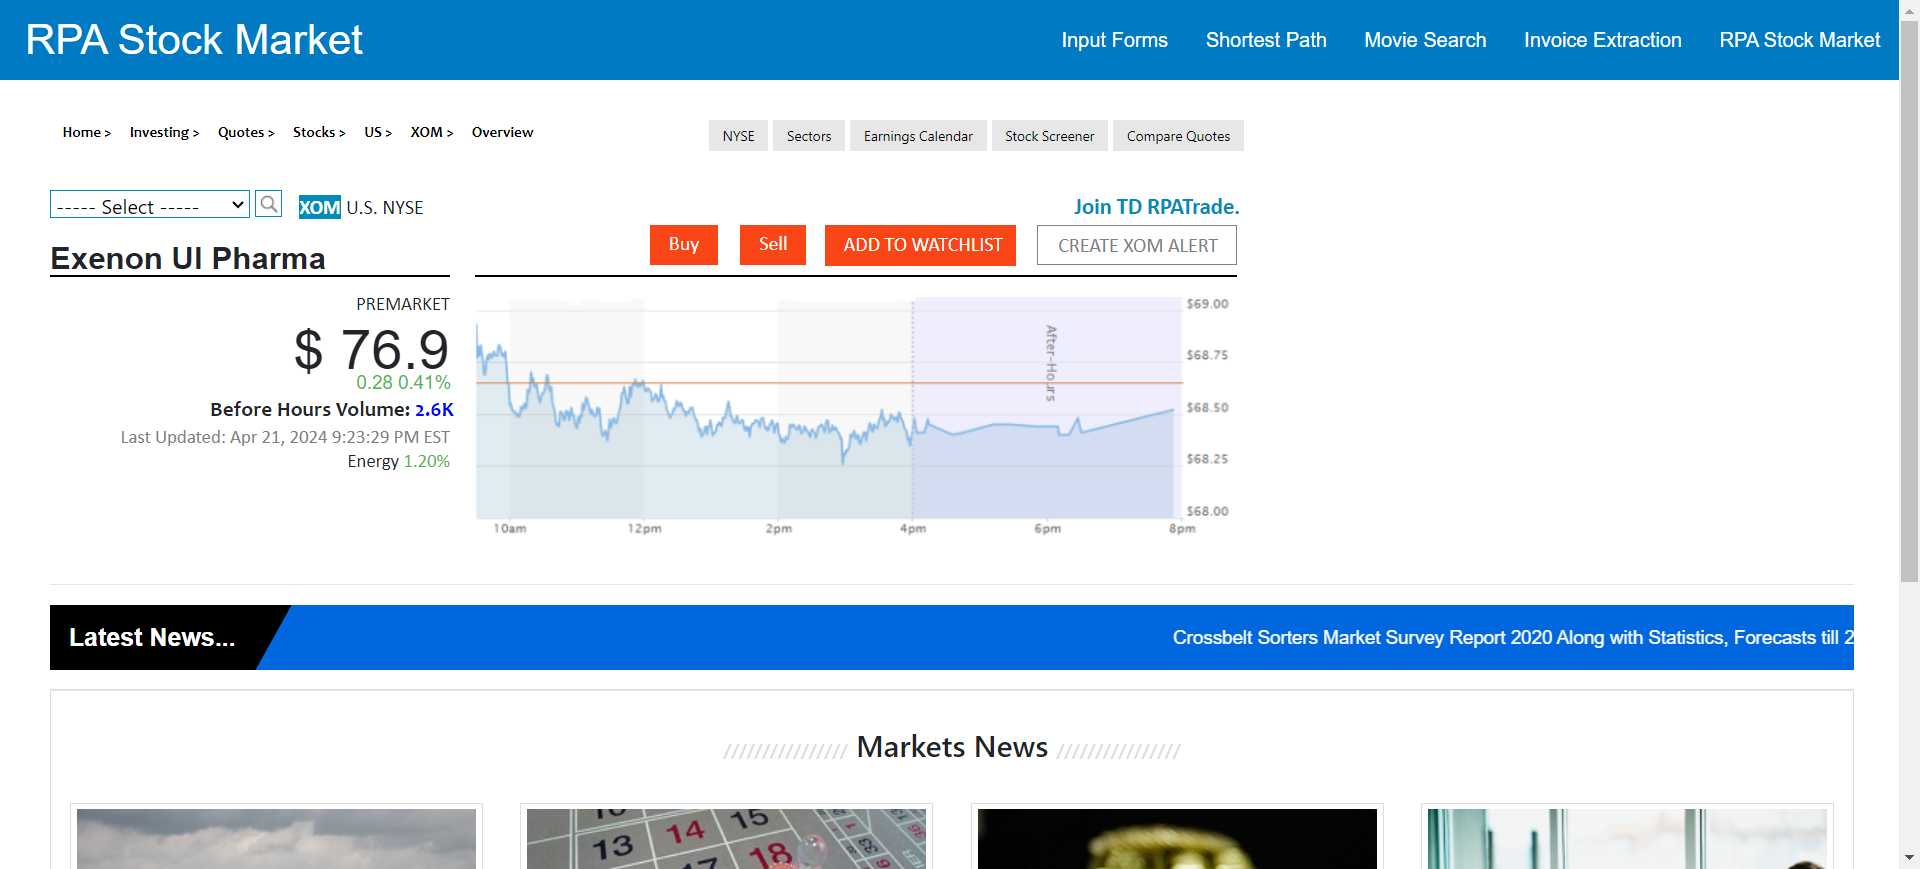 RPA Stock Market
Input Forms Shortest Path Movie Search Invoice Extraction RPA Stock Market
Home > Investing > Quotes > Stocks > US > XOM > Overview
NYSE Sectors Earnings Calendar Stock Screener Compare Quotes
----- Select ----- XOM U.S. NYSE
Join TD RPATrade.
Buy Sell ADD TO WATCHLIST CREATE XOM ALERT
Exenon UI Pharma
PREMARKET
$ 76.9
0.28 0.41%
Before Hours Volume: 2.6K
Last Updated: Apr 21, 2024 9:23:29 PM EST
Energy 1.20%
$69.00
$68.75
$68.50
$68.25
$68.00
After-Hours
10am 12pm 2pm 4pm 6pm 8pm
Latest News...
Crossbelt Sorters Market Survey Report 2020 Along with Statistics, Forecasts till 2
//////////////// Markets News ////////////////
13 14 15
17 18